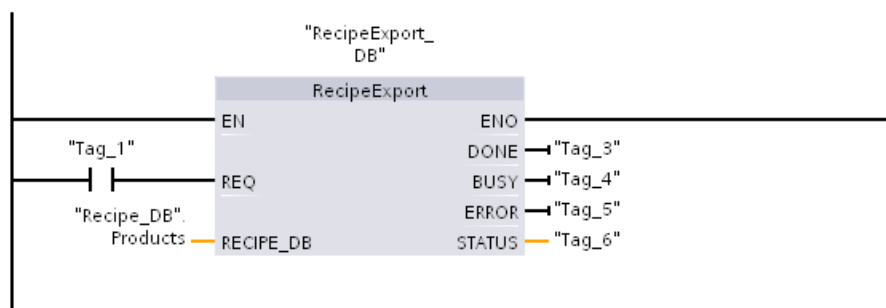 "RecipeExport_
DB"
RecipeExport
EN
ENO
"Tag_1"
DONE
"Tag_3"
REQ
BUSY
"Tag_4"
"Recipe_DB".
ERROR
"Tag_5"
Products
RECIPE_DB
STATUS
"Tag_6"